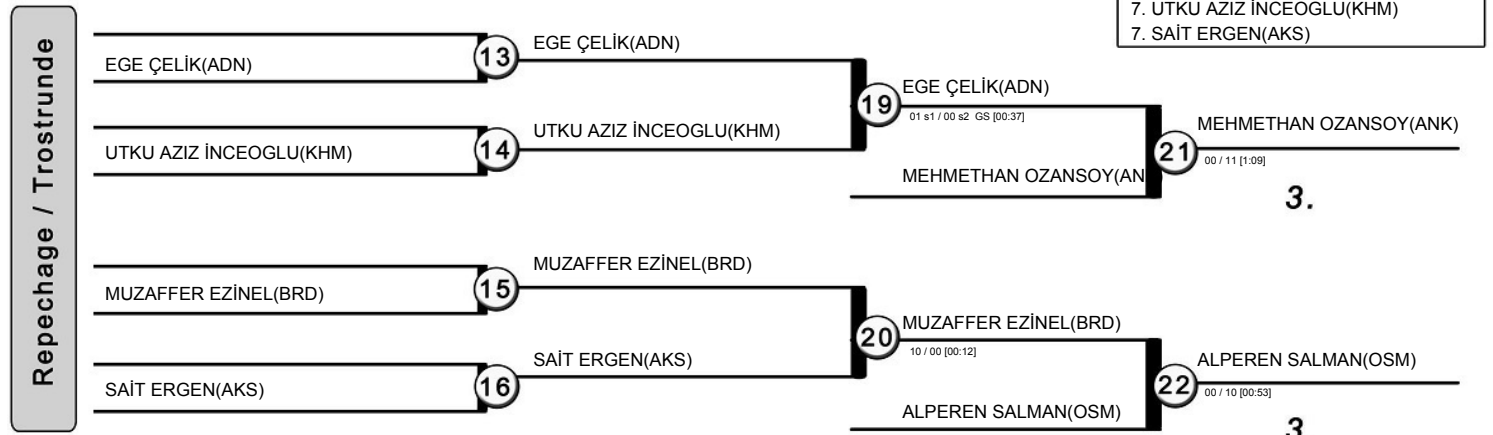 7. UTKU AZIZ İNCEOGLU(KHM)
7. SAİT ERGEN(AKS)
Repechage / Trostrunde
EGE ÇELİK(ADN)
13
EGE ÇELİK(ADN)
UTKU AZIZ İNCEOGLU(KHM)
14
UTKU AZIZ İNCEOGLU(KHM)
19
EGE ÇELİK(ADN)
01 s1 / 00 s2 GS [00:37]
MEHMETHAN OZANSOY(AN
21
MEHMETHAN OZANSOY(ANK)
00 / 11 [1:09]
3.
MUZAFFER EZİNEL(BRD)
15
MUZAFFER EZİNEL(BRD)
SAİT ERGEN(AKS)
16
SAİT ERGEN(AKS)
20
MUZAFFER EZİNEL(BRD)
10 / 00 [00:12]
ALPEREN SALMAN(OSM)
22
ALPEREN SALMAN(OSM)
00 / 10 [00:53]
3